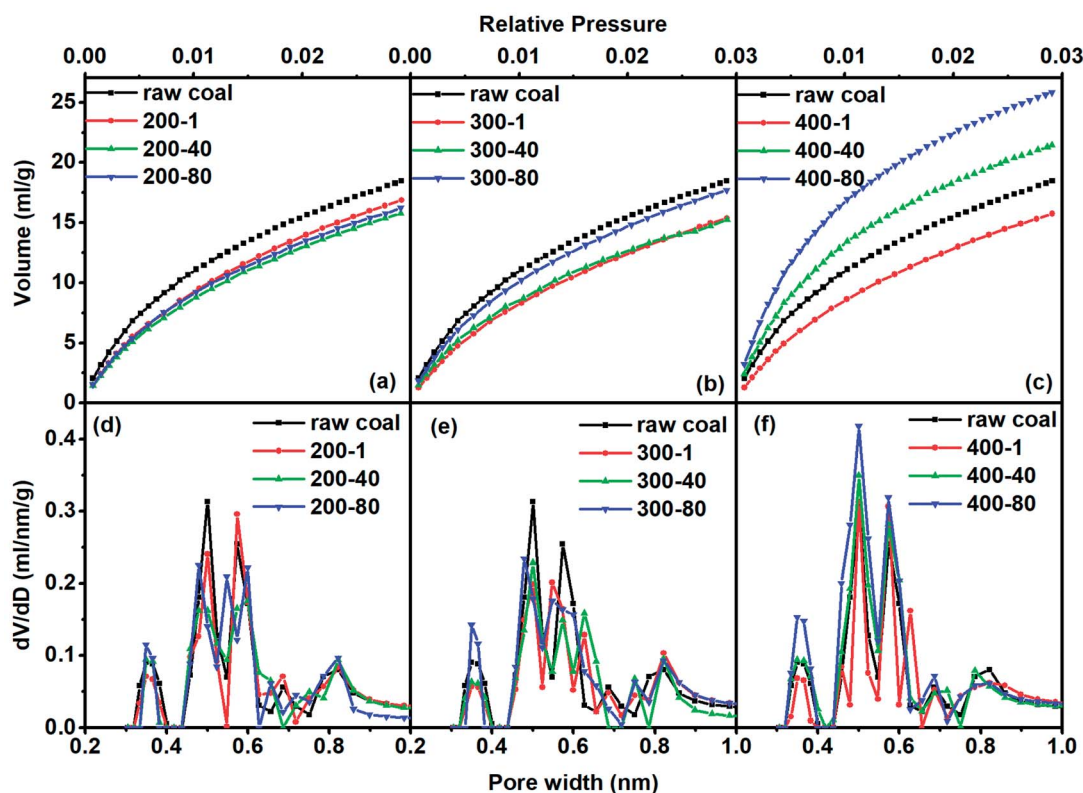 Relative Pressure
0.00 0.01 0.02 0.00 0.01 0.02 0.03 0.01 0.02 0.03
Volume (ml/g)
25
20
15
10
5
0
raw coal
200-1
200-40
200-80
(a)
raw coal
300-1
300-40
300-80
(b)
raw coal
400-1
400-40
400-80
(c)
dV/dD (ml/nm/g)
0.4
0.3
0.2
0.1
0.0
(d)
raw coal
200-1
200-40
200-80
(e)
raw coal
300-1
300-40
300-80
(f)
raw coal
400-1
400-40
400-80
0.2 0.4 0.6 0.8 0.2 0.4 0.6 0.8 1.0 0.4 0.6 0.8 1.0
Pore width (nm)